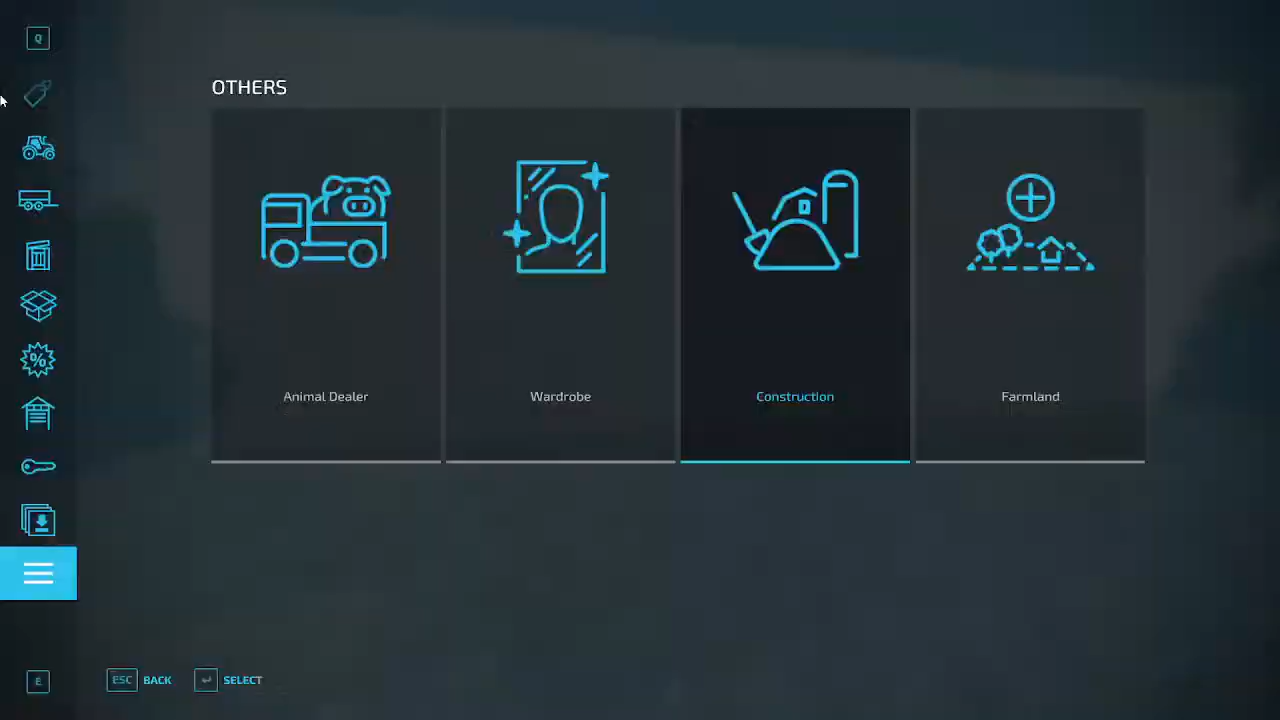 Q
OTHERS
Animal Dealer
Wardrobe
Construction
Farmland
E
ESC BACK
SELECT